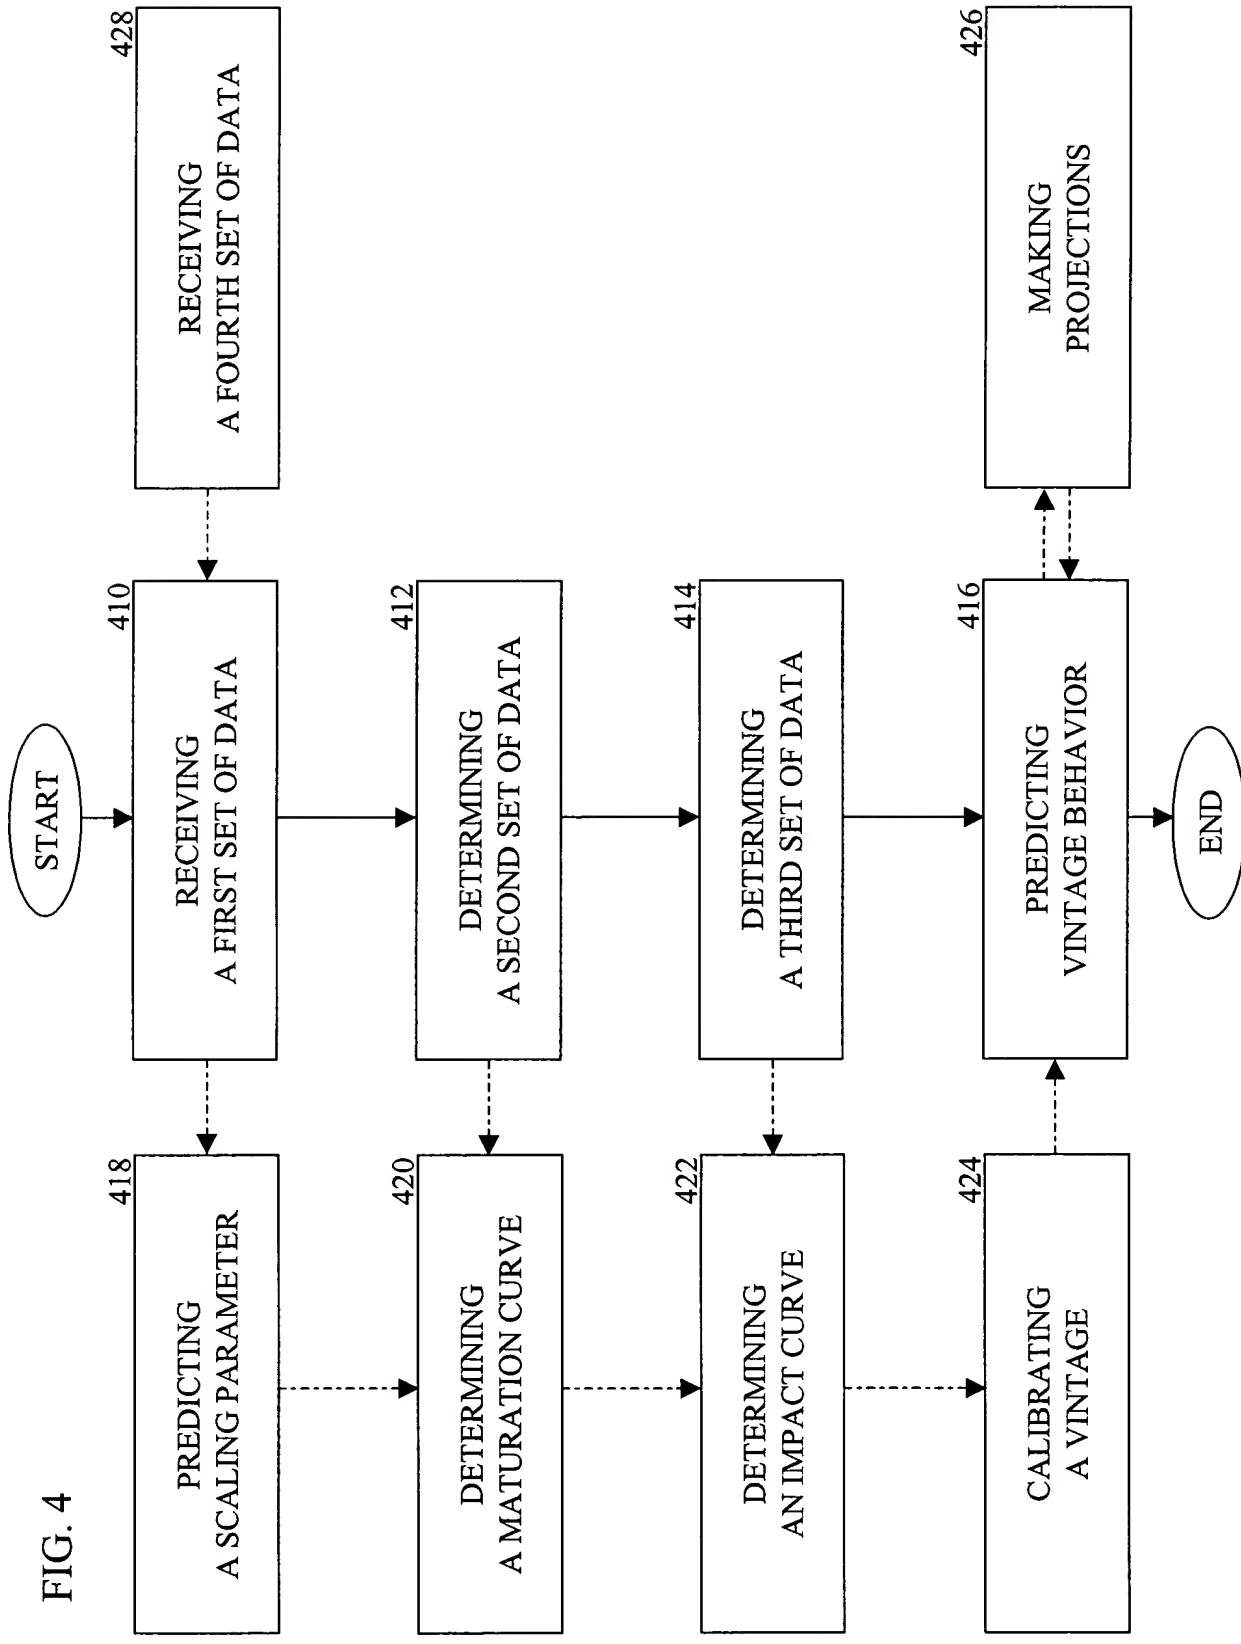 FIG. 4
START
418
PREDICTING
A SCALING PARAMETER
410
RECEIVING
A FIRST SET OF DATA
428
RECEIVING
A FOURTH SET OF DATA
420
DETERMINING
A MATURATION CURVE
412
DETERMINING
A SECOND SET OF DATA
422
DETERMINING
AN IMPACT CURVE
414
DETERMINING
A THIRD SET OF DATA
424
CALIBRATING
A VINTAGE
416
PREDICTING
VINTAGE BEHAVIOR
426
MAKING
PROJECTIONS
END